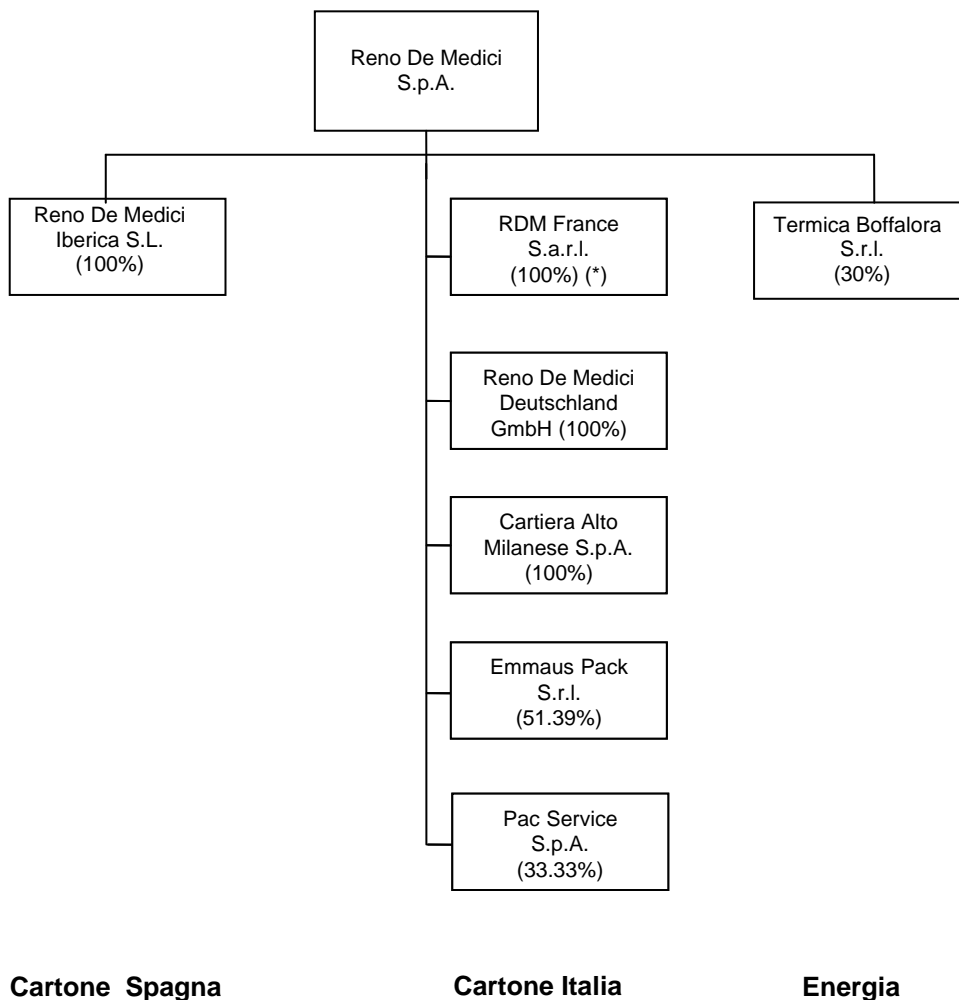 Reno De Medici
S.p.A.
Reno De Medici
Iberica S.L.
(100%)
RDM France
S.a.r.l.
(100%) (*)
Termica Boffalora
S.r.l.
(30%)
Reno De Medici
Deutschland
GmbH (100%)
Cartiera Alto
Milanese S.p.A.
(100%)
Emmaus Pack
S.r.l.
(51.39%)
Pac Service
S.p.A.
(33.33%)
Cartone Spagna
Cartone Italia
Energia